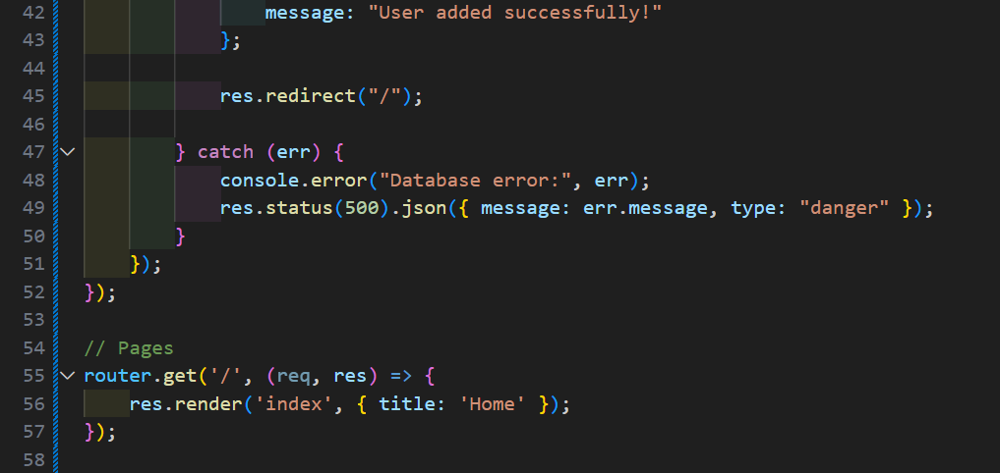 42 message: "User added successfully!"
43 };
44
45 res.redirect("/");
46
47 } catch (err) {
48 console.error("Database error:", err);
49 res.status(500).json({ message: err.message, type: "danger" });
50 }
51 });
52 });
53
54 // Pages
55 router.get('/', (req, res) => {
56 res.render('index', { title: 'Home' });
57 });
58